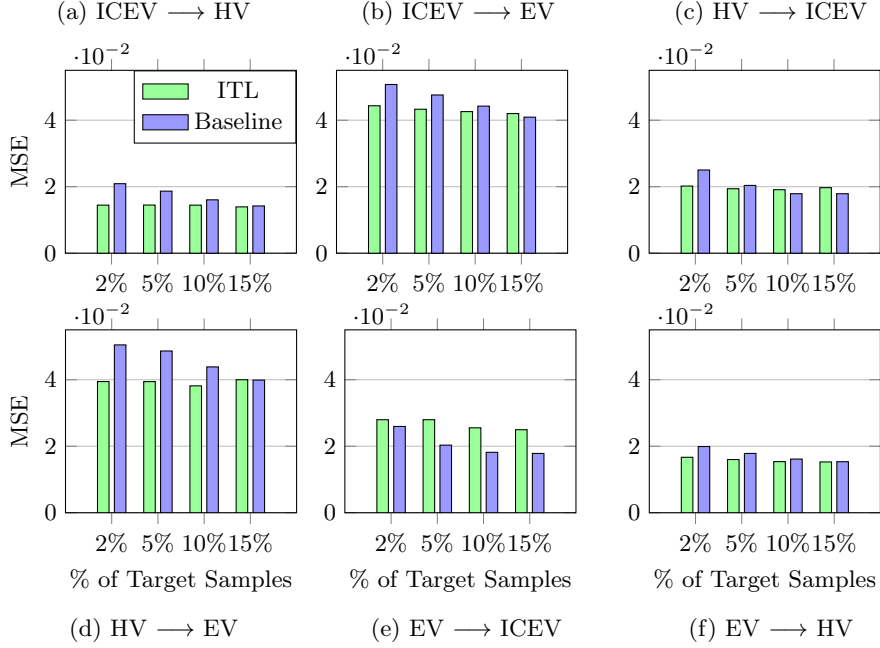 (a) ICEV → HV
(b) ICEV → EV
(c) HV → ICEV
·10−2
MSE
4
2
0
ITL
Baseline
2% 5% 10% 15%
·10−2
4
2
0
2% 5% 10% 15%
·10−2
4
2
0
2% 5% 10% 15%
·10−2
MSE
4
2
0
2% 5% 10% 15%
% of Target Samples
·10−2
4
2
0
2% 5% 10% 15%
·10−2
4
2
0
2% 5% 10% 15%
% of Target Samples
(d) HV → EV
(e) EV → ICEV
(f) EV → HV